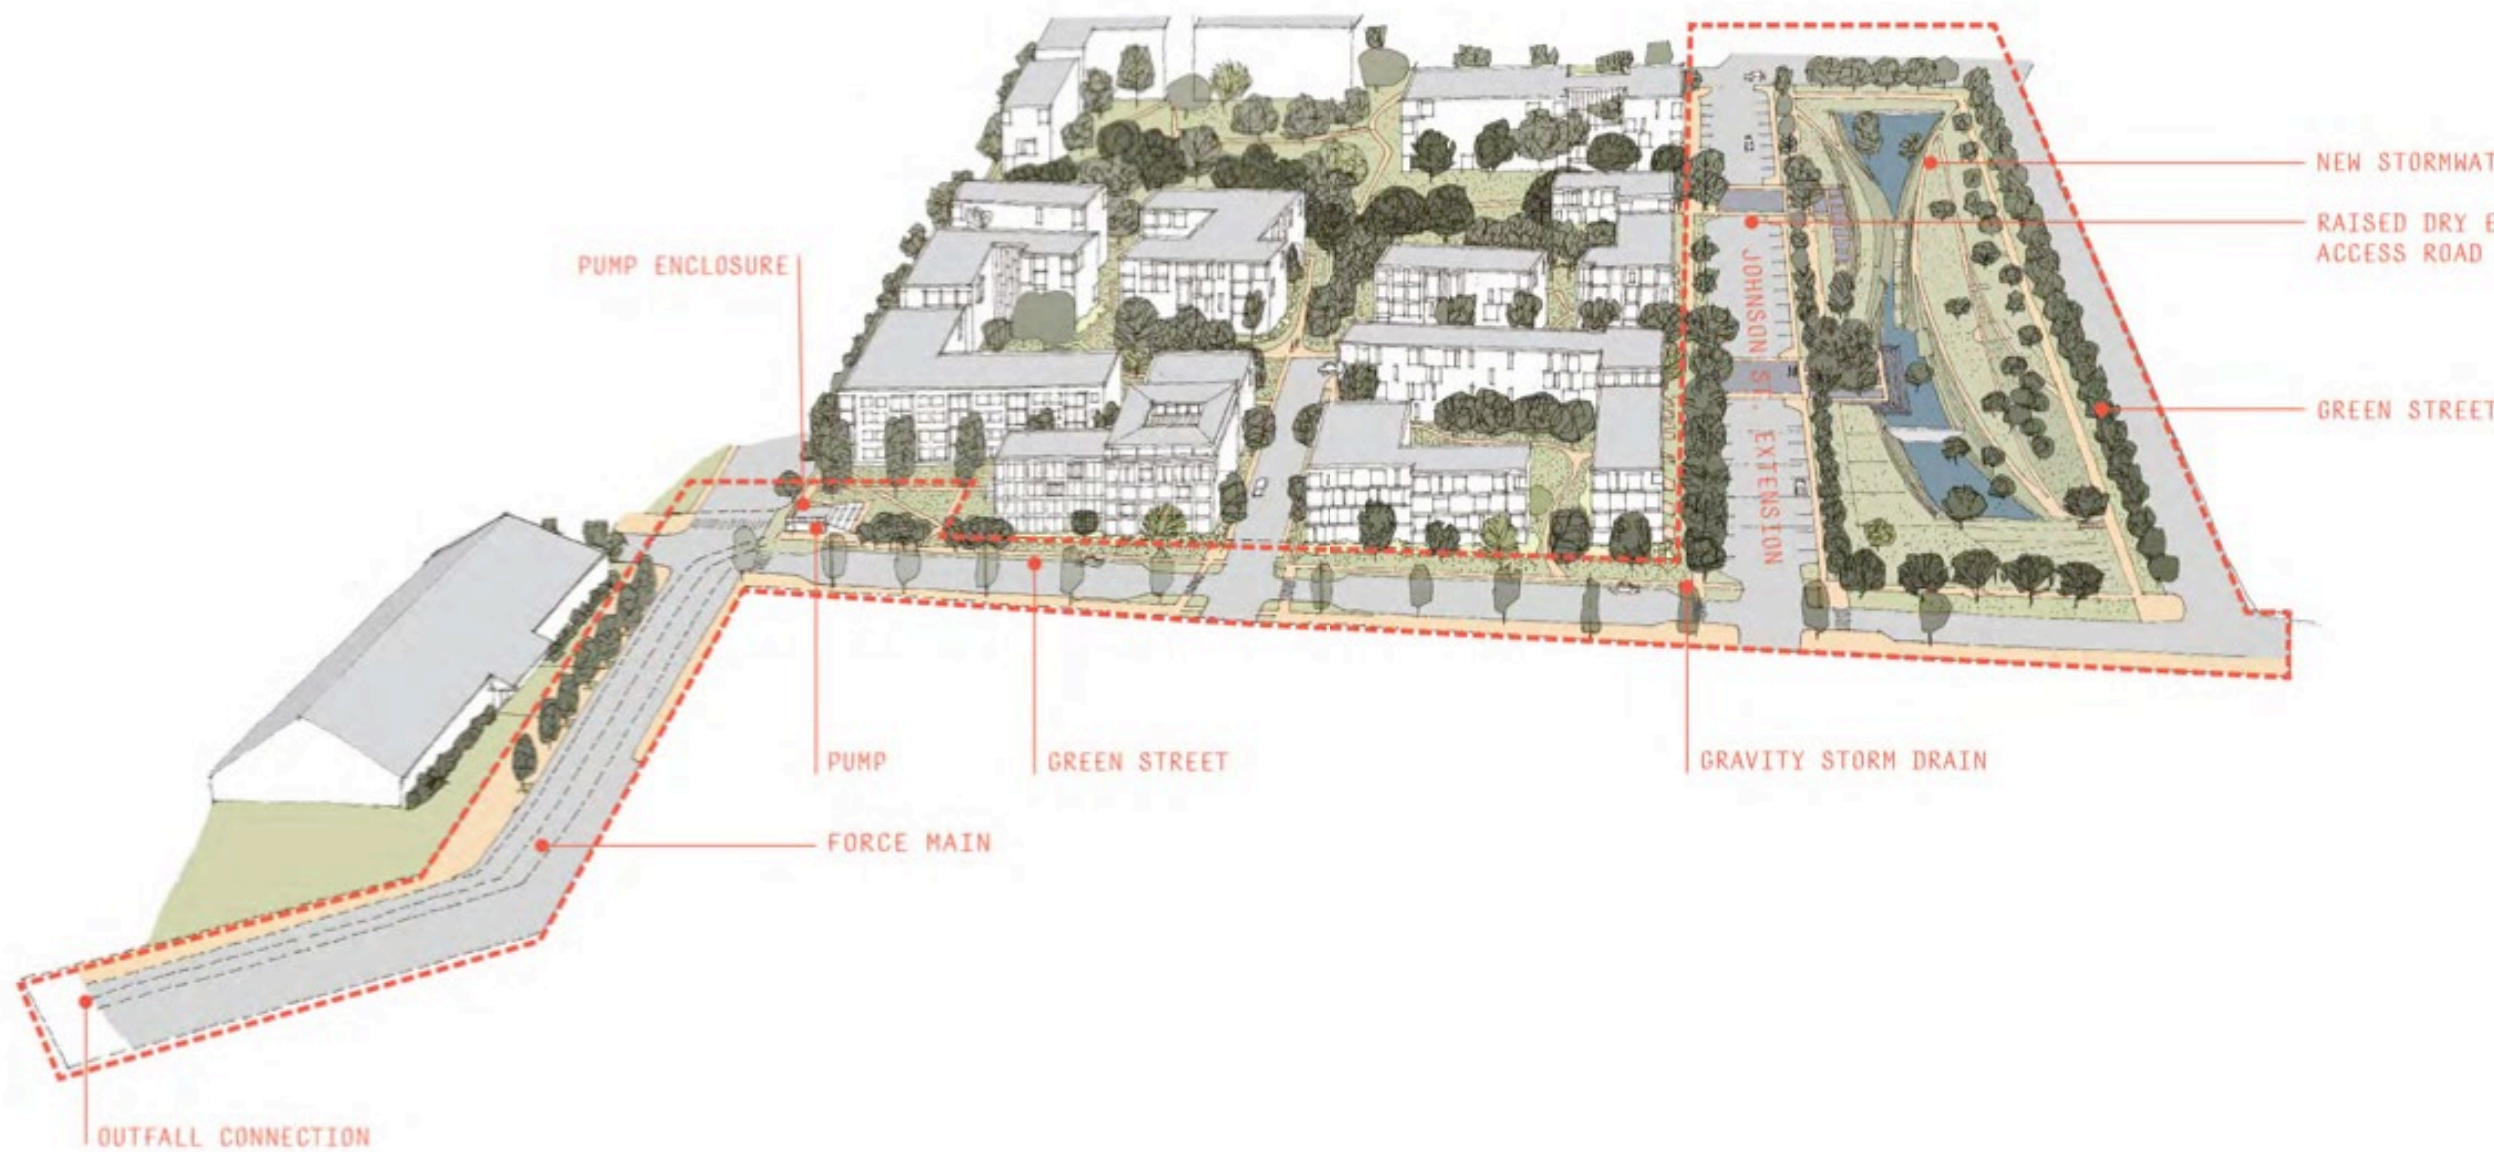 NEW STORMWAT
RAISED DRY E
ACCESS ROAD
PUMP ENCLOSURE
JOHNSON ST. EXTENSION
GREEN STREET
PUMP
GREEN STREET
GRAVITY STORM DRAIN
FORCE MAIN
OUTFALL CONNECTION